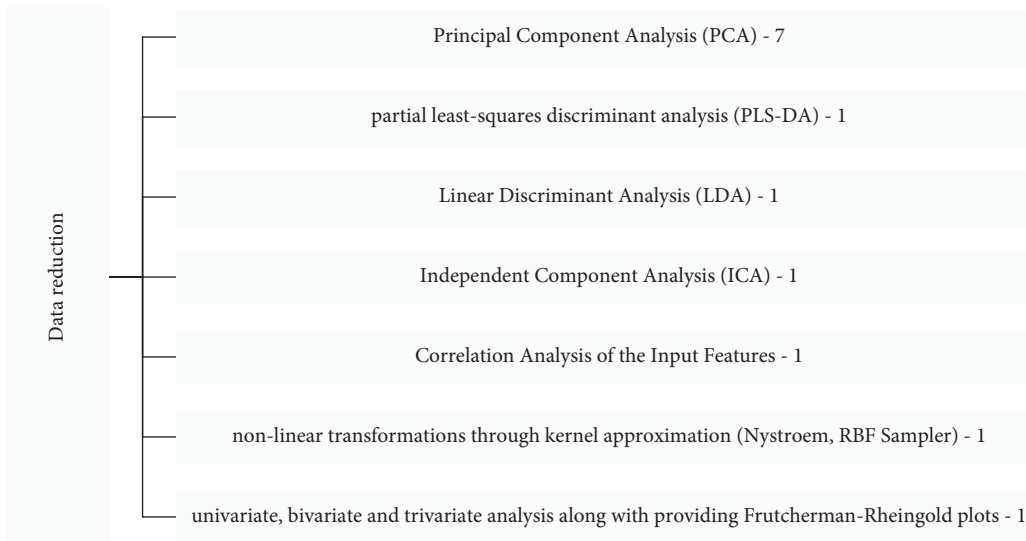 Data reduction
Principal Component Analysis (PCA) - 7
partial least-squares discriminant analysis (PLS-DA) - 1
Linear Discriminant Analysis (LDA) - 1
Independent Component Analysis (ICA) - 1
Correlation Analysis of the Input Features - 1
non-linear transformations through kernel approximation (Nystroem, RBF Sampler) - 1
univariate, bivariate and trivariate analysis along with providing Frutcherman-Rheingold plots - 1